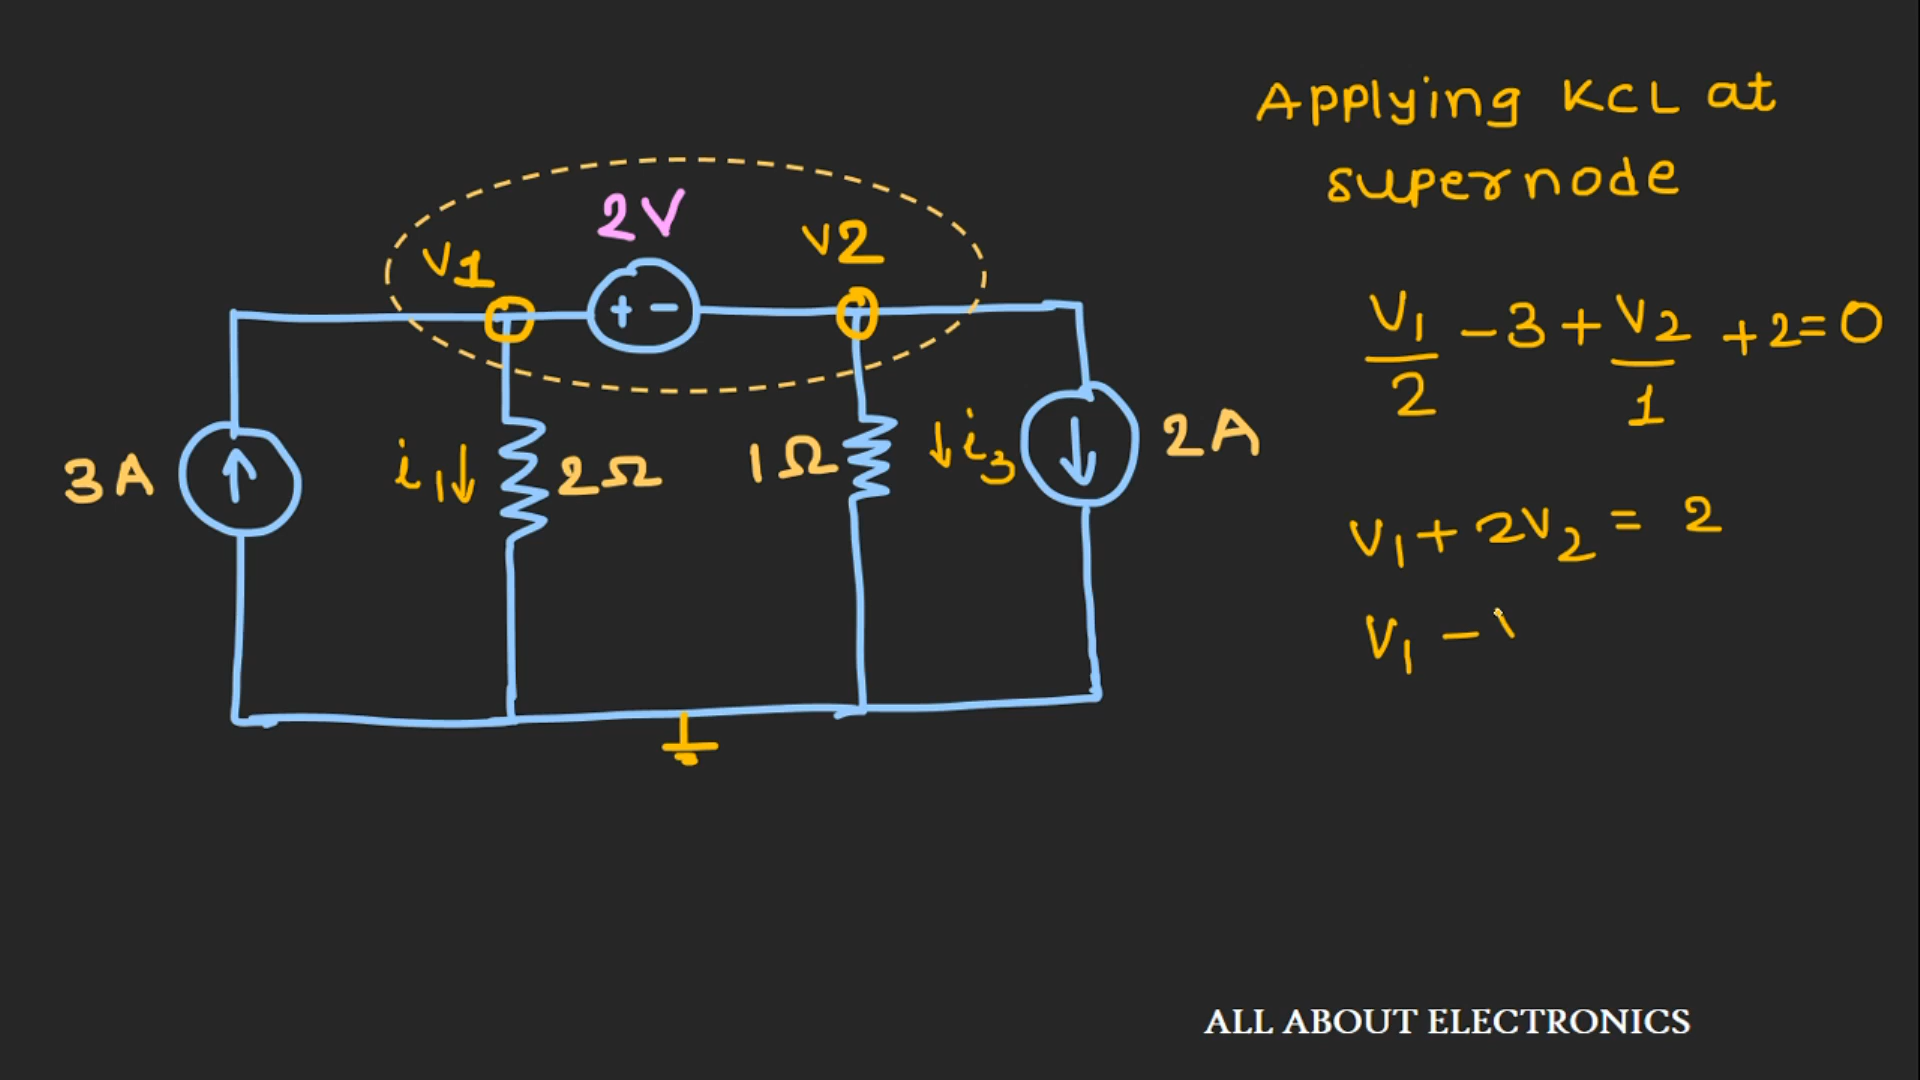 Applying KCL at
supernode
2V
V1
V2
+ -
V₁/2 - 3 + V₂/1 + 2 = 0
3A
i₁↓
2Ω
1Ω
↓i₃
2A
V₁ + 2V₂ = 2
V₁ -
ALL ABOUT ELECTRONICS